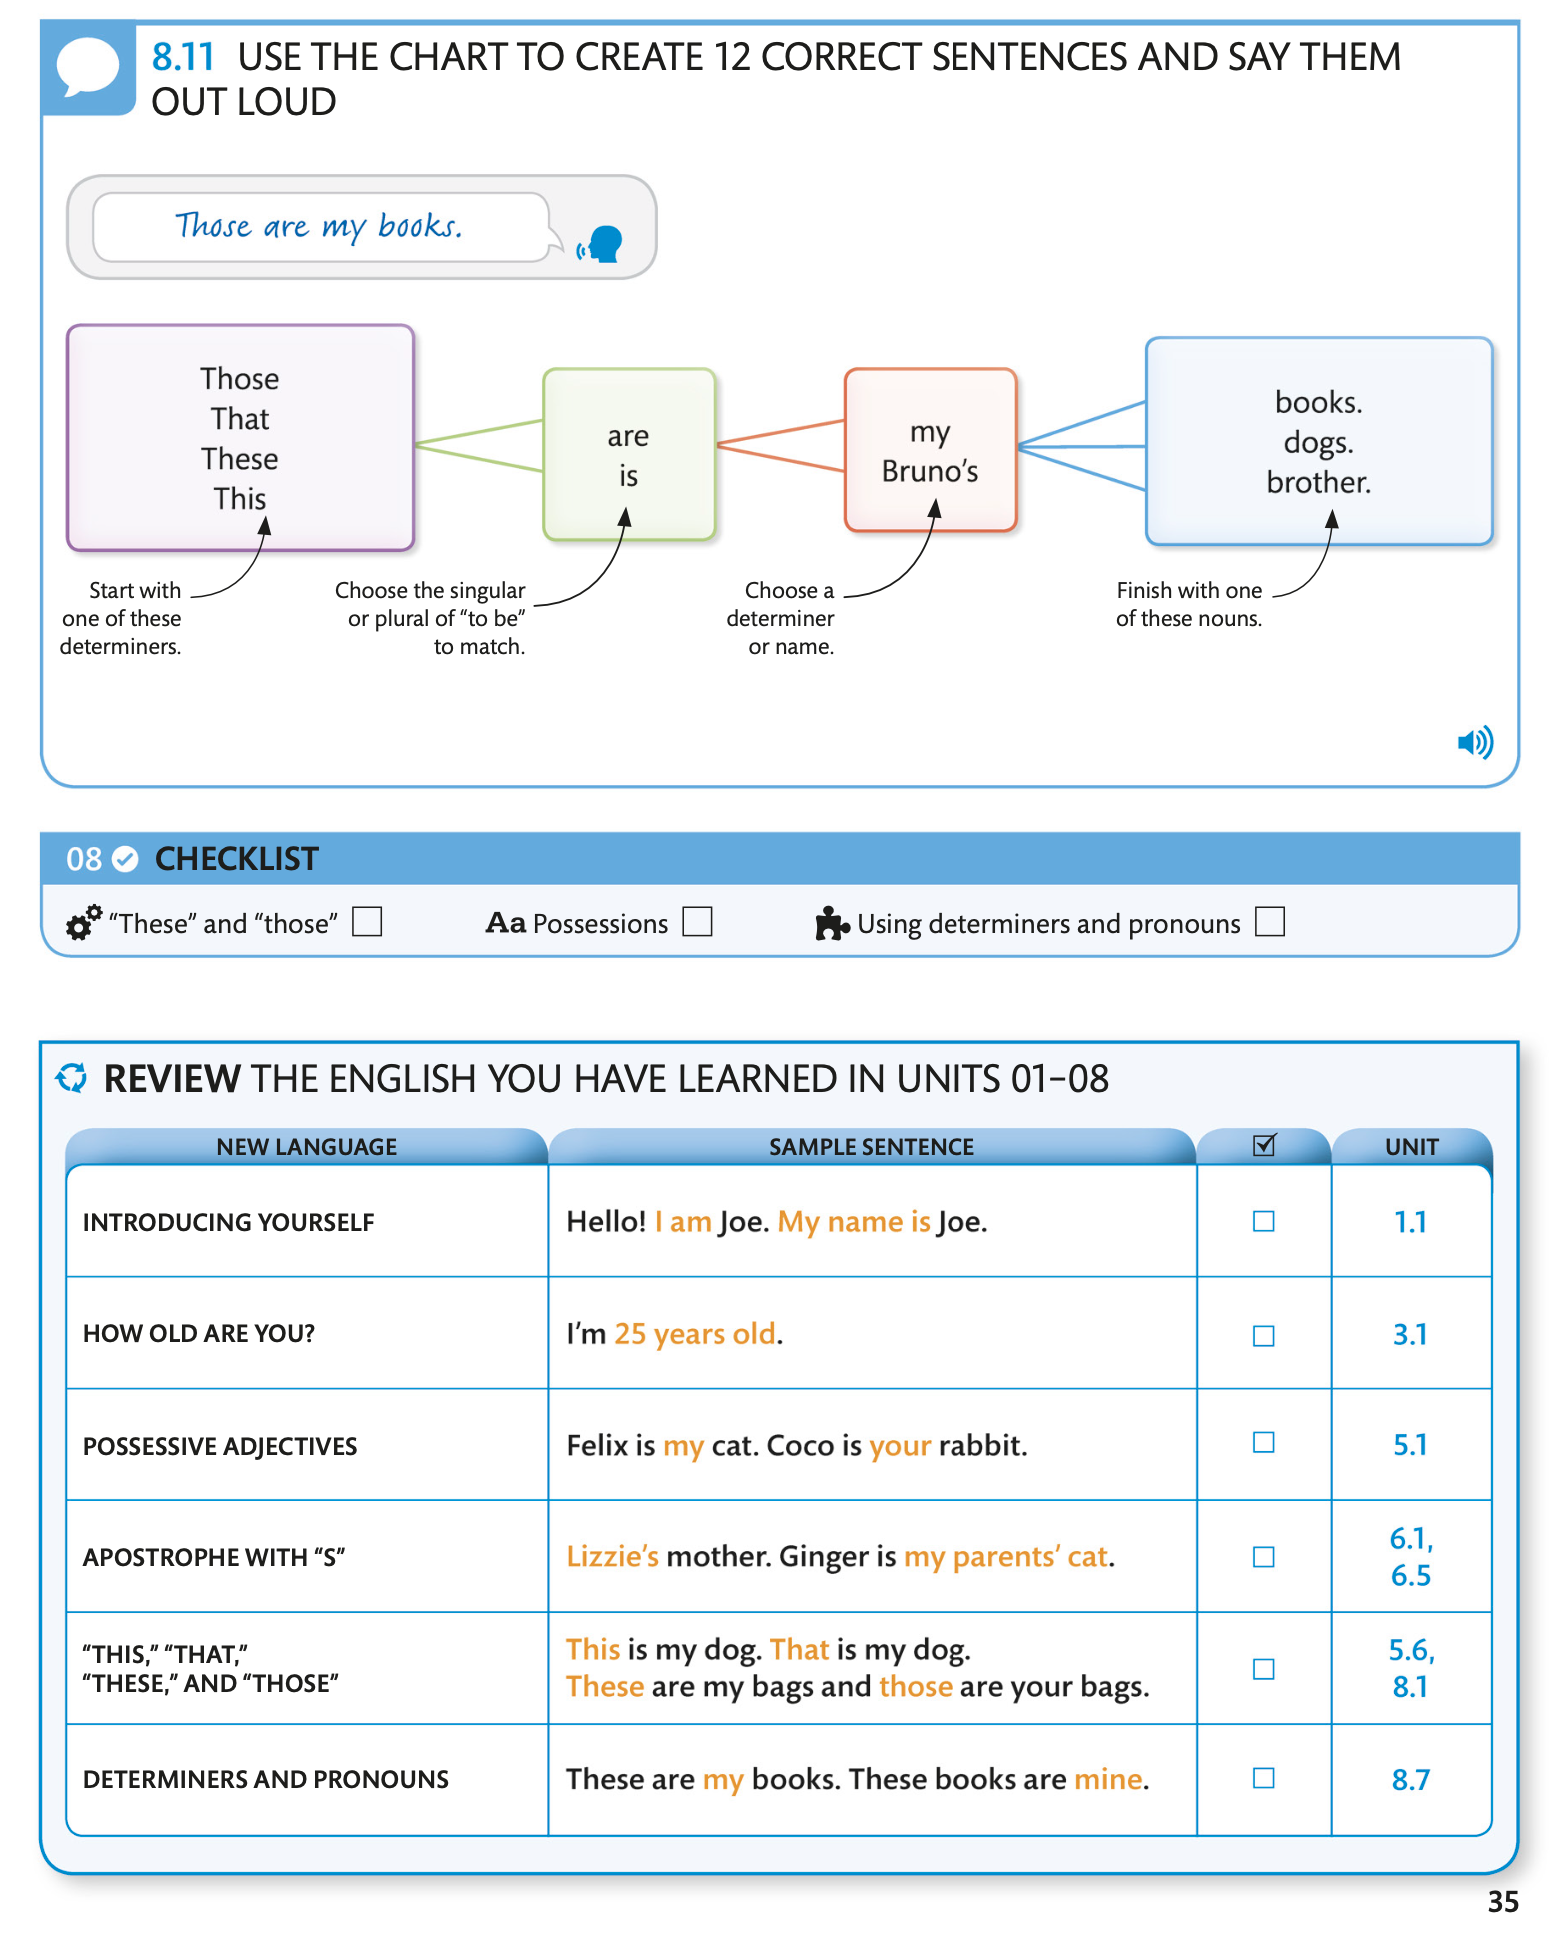 8.11 USE THE CHART TO CREATE 12 CORRECT SENTENCES AND SAY THEM
OUT LOUD
Those are my books.
Those
That
These
This
are
is
my
Bruno’s
books.
dogs.
brother.
Start with
one of these
determiners.
Choose the singular
or plural of “to be”
to match.
Choose a
determiner
or name.
Finish with one
of these nouns.
08 CHECKLIST
“These” and “those”
Aa Possessions
Using determiners and pronouns
REVIEW THE ENGLISH YOU HAVE LEARNED IN UNITS 01–08
NEW LANGUAGE SAMPLE SENTENCE UNIT
INTRODUCING YOURSELF Hello! I am Joe. My name is Joe. 1.1
HOW OLD ARE YOU? I’m 25 years old. 3.1
POSSESSIVE ADJECTIVES Felix is my cat. Coco is your rabbit. 5.1
APOSTROPHE WITH “S” Lizzie’s mother. Ginger is my parents’ cat. 6.1,
6.5
“THIS,” “THAT,”
“THESE,” AND “THOSE”
This is my dog. That is my dog.
These are my bags and those are your bags.
5.6,
8.1
DETERMINERS AND PRONOUNS These are my books. These books are mine. 8.7
35